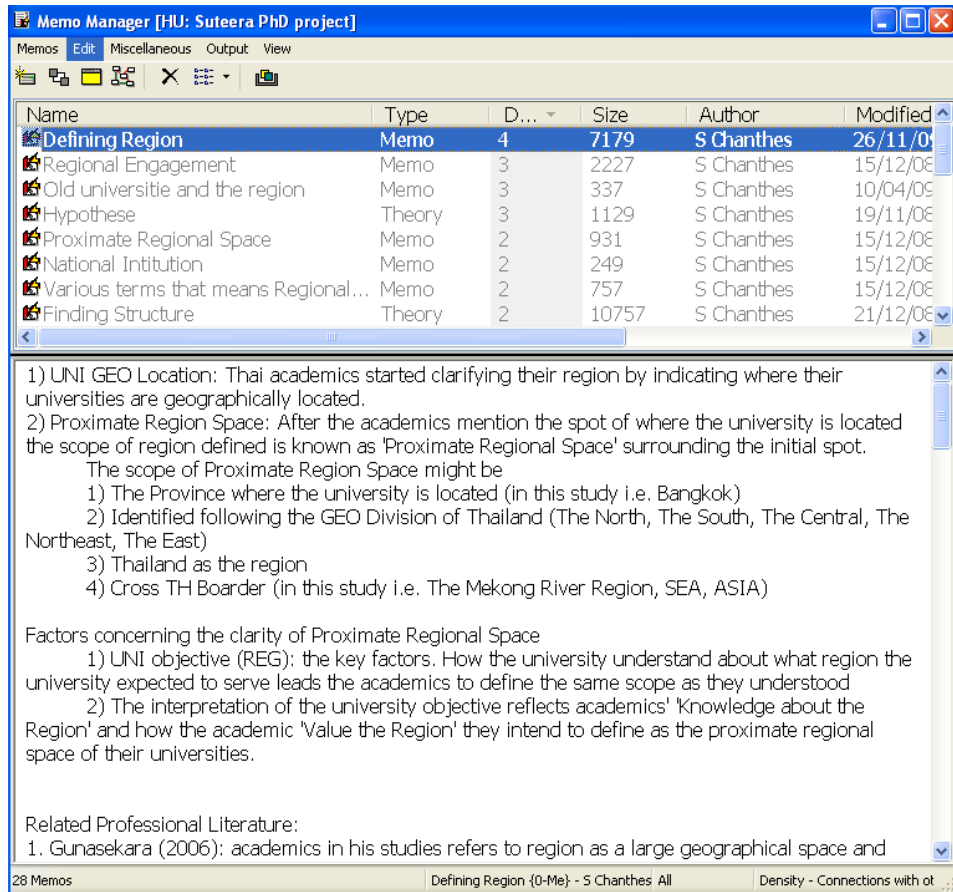 Memo Manager [HU: Suteera PhD project]
Memos Edit Miscellaneous Output View
Name Type D... Size Author Modified
Defining Region Memo 4 7179 S Chanthes 26/11/09
Regional Engagement Memo 3 2227 S Chanthes 15/12/08
Old universitie and the region Memo 3 337 S Chanthes 10/04/09
Hypothese Theory 3 1129 S Chanthes 19/11/08
Proximate Regional Space Memo 2 931 S Chanthes 15/12/08
National Intitution Memo 2 249 S Chanthes 15/12/08
Various terms that means Regional... Memo 2 757 S Chanthes 15/12/08
Finding Structure Theory 2 10757 S Chanthes 21/12/08
1) UNI GEO Location: Thai academics started clarifying their region by indicating where their
universities are geographically located.
2) Proximate Region Space: After the academics mention the spot of where the university is located
the scope of region defined is known as 'Proximate Regional Space' surrounding the initial spot.
The scope of Proximate Region Space might be
1) The Province where the university is located (in this study i.e. Bangkok)
2) Identified following the GEO Division of Thailand (The North, The South, The Central, The
Northeast, The East)
3) Thailand as the region
4) Cross TH Boarder (in this study i.e. The Mekong River Region, SEA, ASIA)
Factors concerning the clarity of Proximate Regional Space
1) UNI objective (REG): the key factors. How the university understand about what region the
university expected to serve leads the academics to define the same scope as they understood
2) The interpretation of the university objective reflects academics' 'Knowledge about the
Region' and how the academic 'Value the Region' they intend to define as the proximate regional
space of their universities.
Related Professional Literature:
1. Gunasekara (2006): academics in his studies refers to region as a large geographical space and
28 Memos Defining Region {0-Me} - S Chanthes All Density - Connections with ot